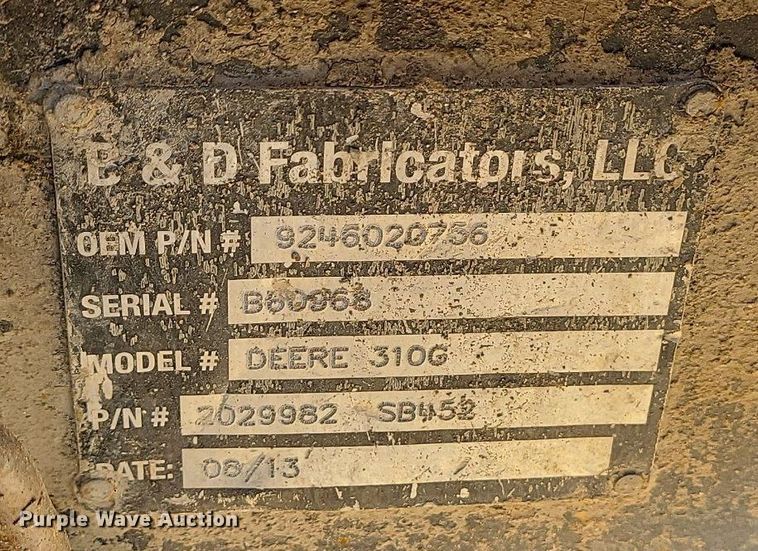 & D Fabricators, LLC
OEM P/N # 9246020756
SERIAL # B60968
MODEL # DEERE 310G
P/N # 2029982 SB452
DATE: 08/13
Purple Wave Auction